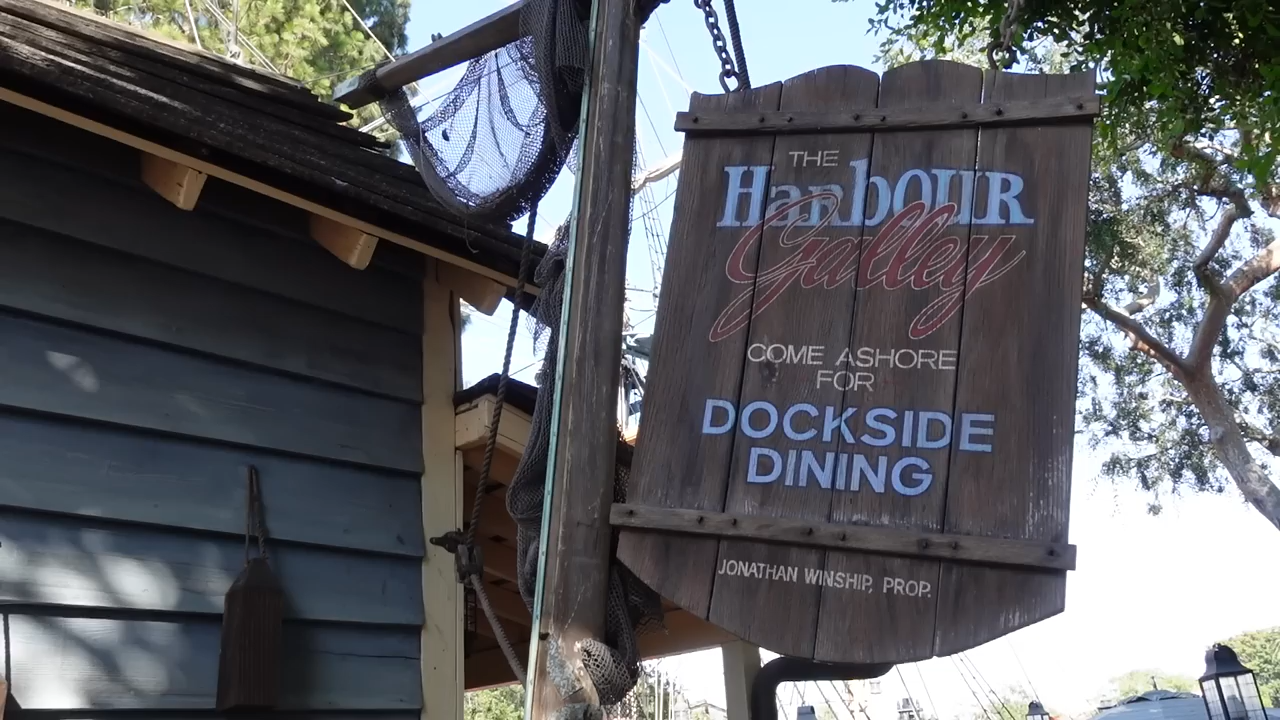 THE
HarbOUR
Galley
COME ASHORE
FOR
DOCKSIDE
DINING
JONATHAN WINSHIP, PROP.